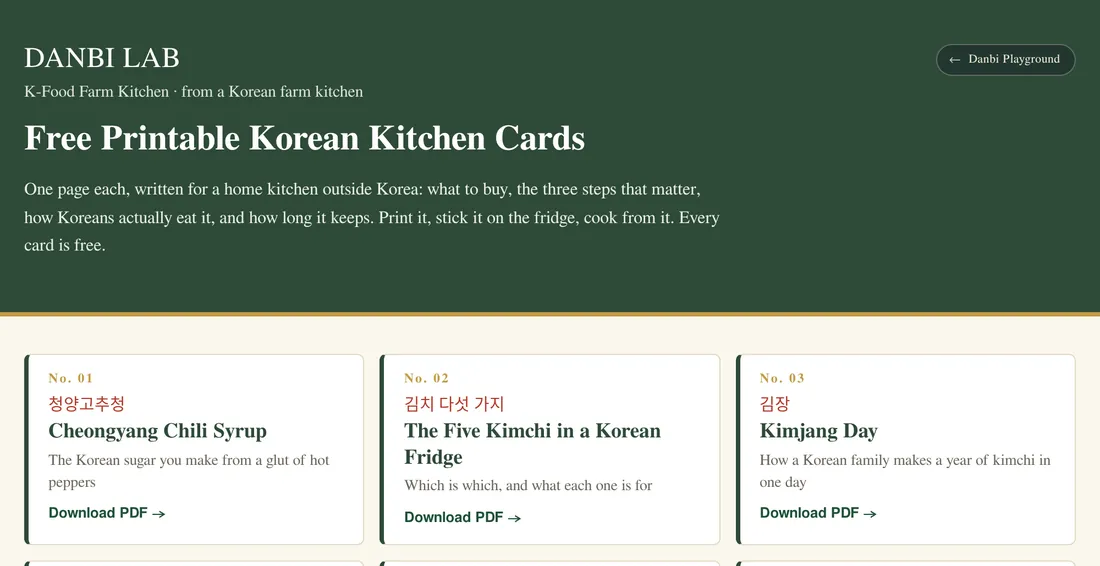 DANBI LAB
← Danbi Playground
K-Food Farm Kitchen · from a Korean farm kitchen
Free Printable Korean Kitchen Cards
One page each, written for a home kitchen outside Korea: what to buy, the three steps that matter,
how Koreans actually eat it, and how long it keeps. Print it, stick it on the fridge, cook from it. Every
card is free.
No. 01
청양고추청
Cheongyang Chili Syrup
The Korean sugar you make from a glut of hot
peppers
Download PDF →
No. 02
김치 다섯 가지
The Five Kimchi in a Korean
Fridge
Which is which, and what each one is for
Download PDF →
No. 03
김장
Kimjang Day
How a Korean family makes a year of kimchi in
one day
Download PDF →